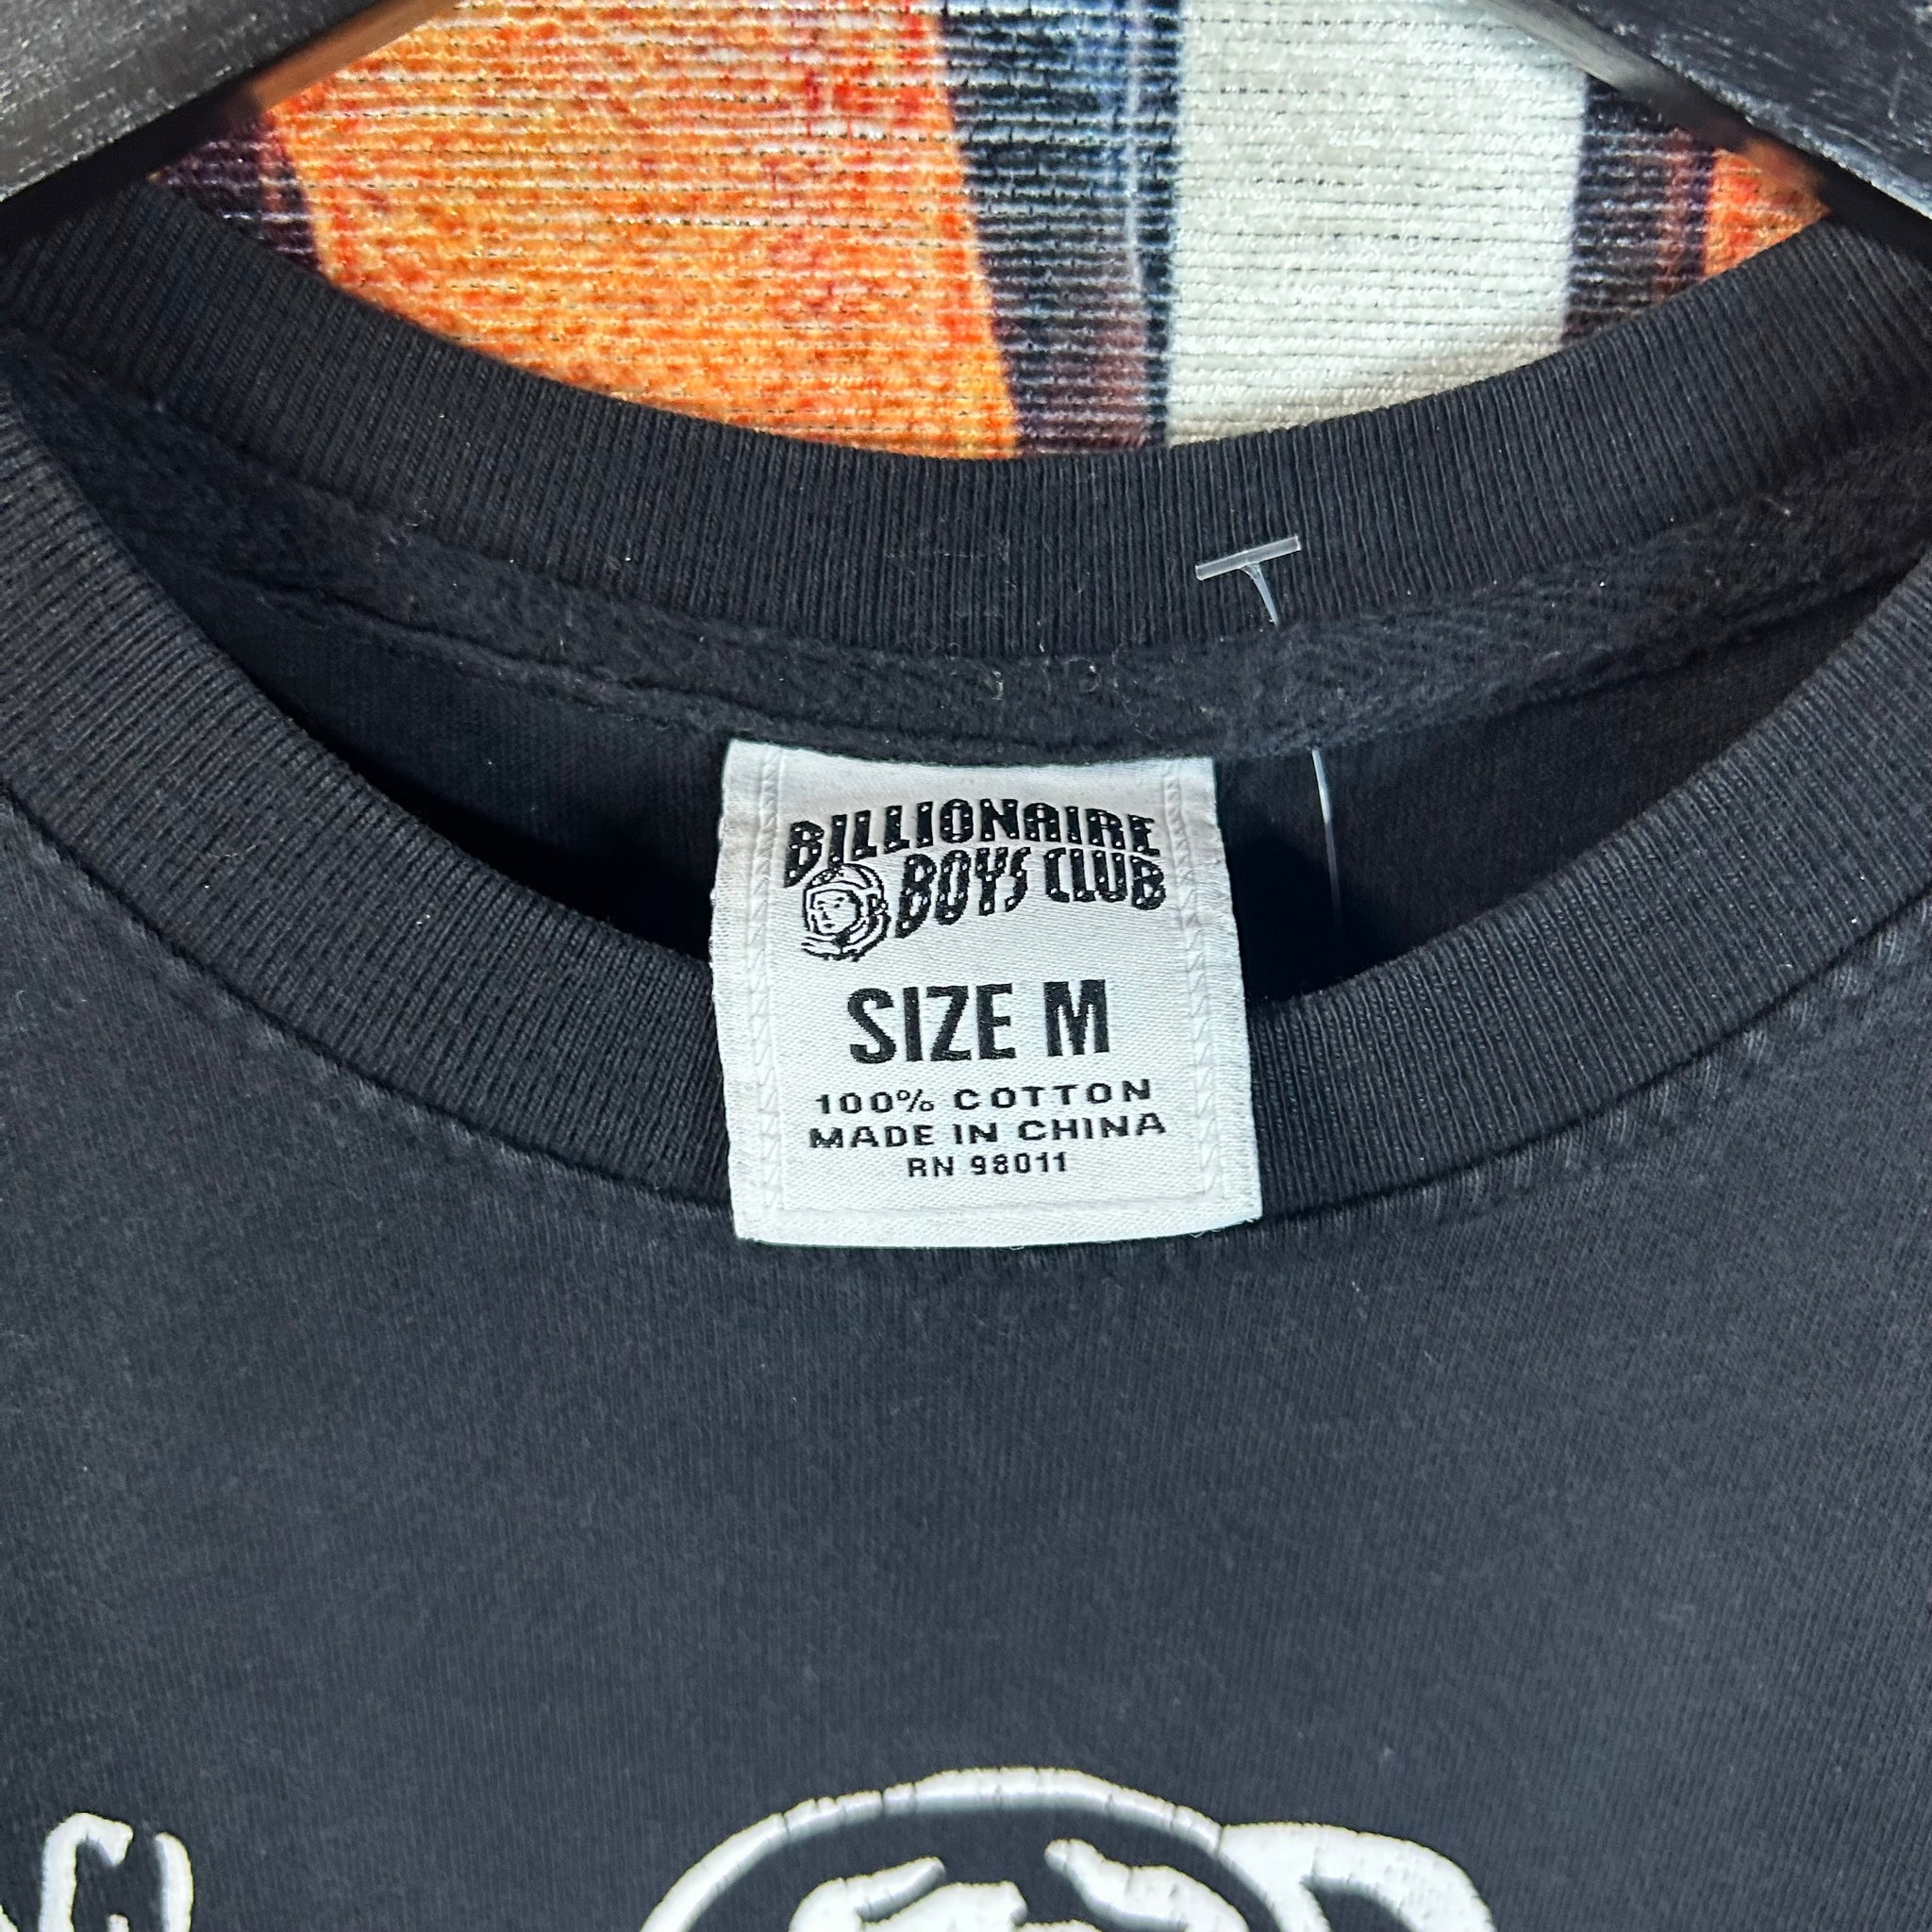 BILLIONAIRE
BOYS CLUB
SIZE M
100% COTTON
MADE IN CHINA
RN 98011